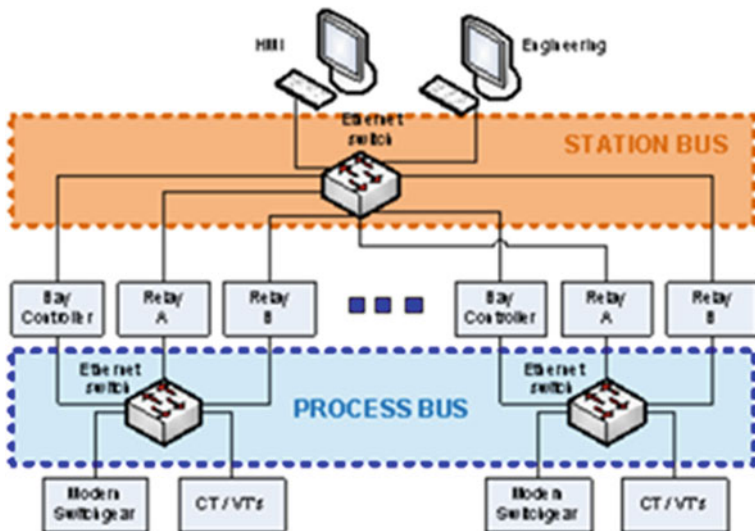 HMI
Engineering
Ethernet
switch
STATION BUS
Bay
Controller
Relay
A
Relay
B
Bay
Controller
Relay
A
Relay
B
Ethernet
switch
PROCESS BUS
Ethernet
switch
Modern
Switchgear
CT / VT's
Modern
Switchgear
CT / VT's